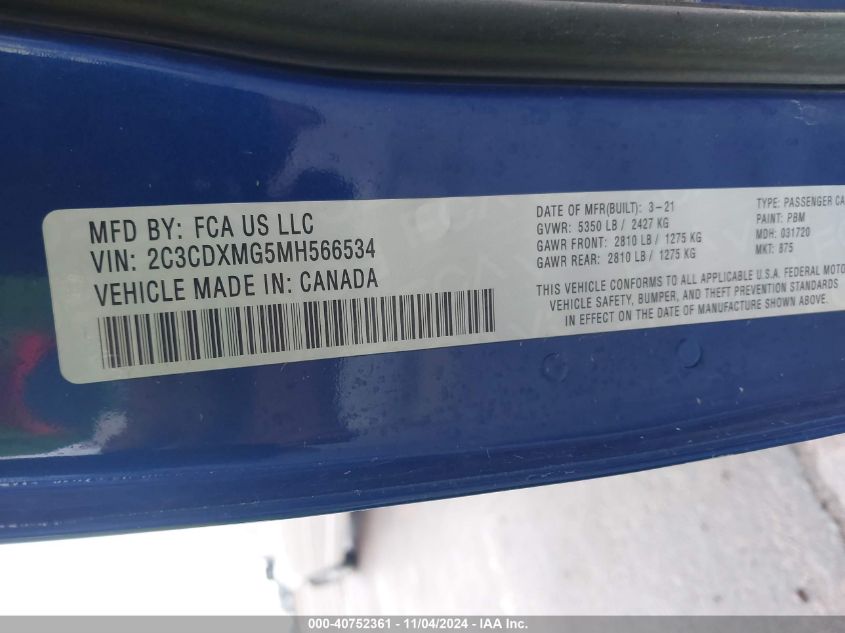 MFD BY: FCA US LLC
VIN: 2C3CDXMG5MH566534
VEHICLE MADE IN: CANADA
DATE OF MFR(BUILT): 3-21
GVWR: 5350 LB / 2427 KG
GAWR FRONT: 2810 LB / 1275 KG
GAWR REAR: 2810 LB / 1275 KG
TYPE: PASSENGER CA
PAINT: PBM
MDH: 031720
MKT: 875
THIS VEHICLE CONFORMS TO ALL APPLICABLE U.S.A. FEDERAL MOTOR
VEHICLE SAFETY, BUMPER, AND THEFT PREVENTION STANDARDS
IN EFFECT ON THE DATE OF MANUFACTURE SHOWN ABOVE.
000-40752361 - 11/04/2024 - IAA Inc.